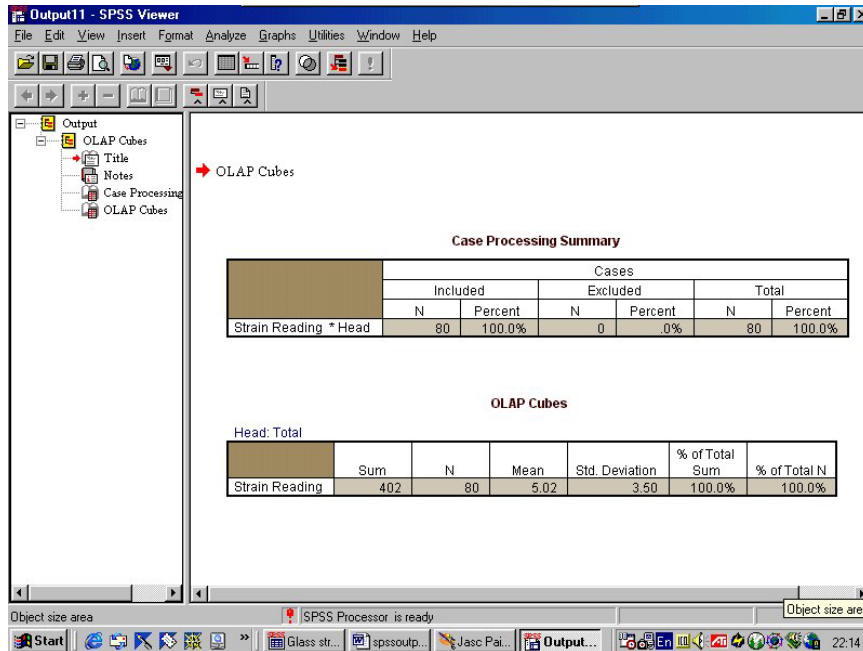 Output11 - SPSS Viewer
File Edit View Insert Format Analyze Graphs Utilities Window Help
Output
OLAP Cubes
Title
Notes
Case Processing
OLAP Cubes
OLAP Cubes
Case Processing Summary
Cases
Included Excluded Total
N Percent N Percent N Percent
Strain Reading * Head 80 100.0% 0 .0% 80 100.0%
OLAP Cubes
Head: Total
% of Total
Sum N Mean Std. Deviation Sum % of Total N
Strain Reading 402 80 5.02 3.50 100.0% 100.0%
Object size area SPSS Processor is ready Object size are
Start » Glass str... spssoutp... Jasc Pai... Output... En 22:14